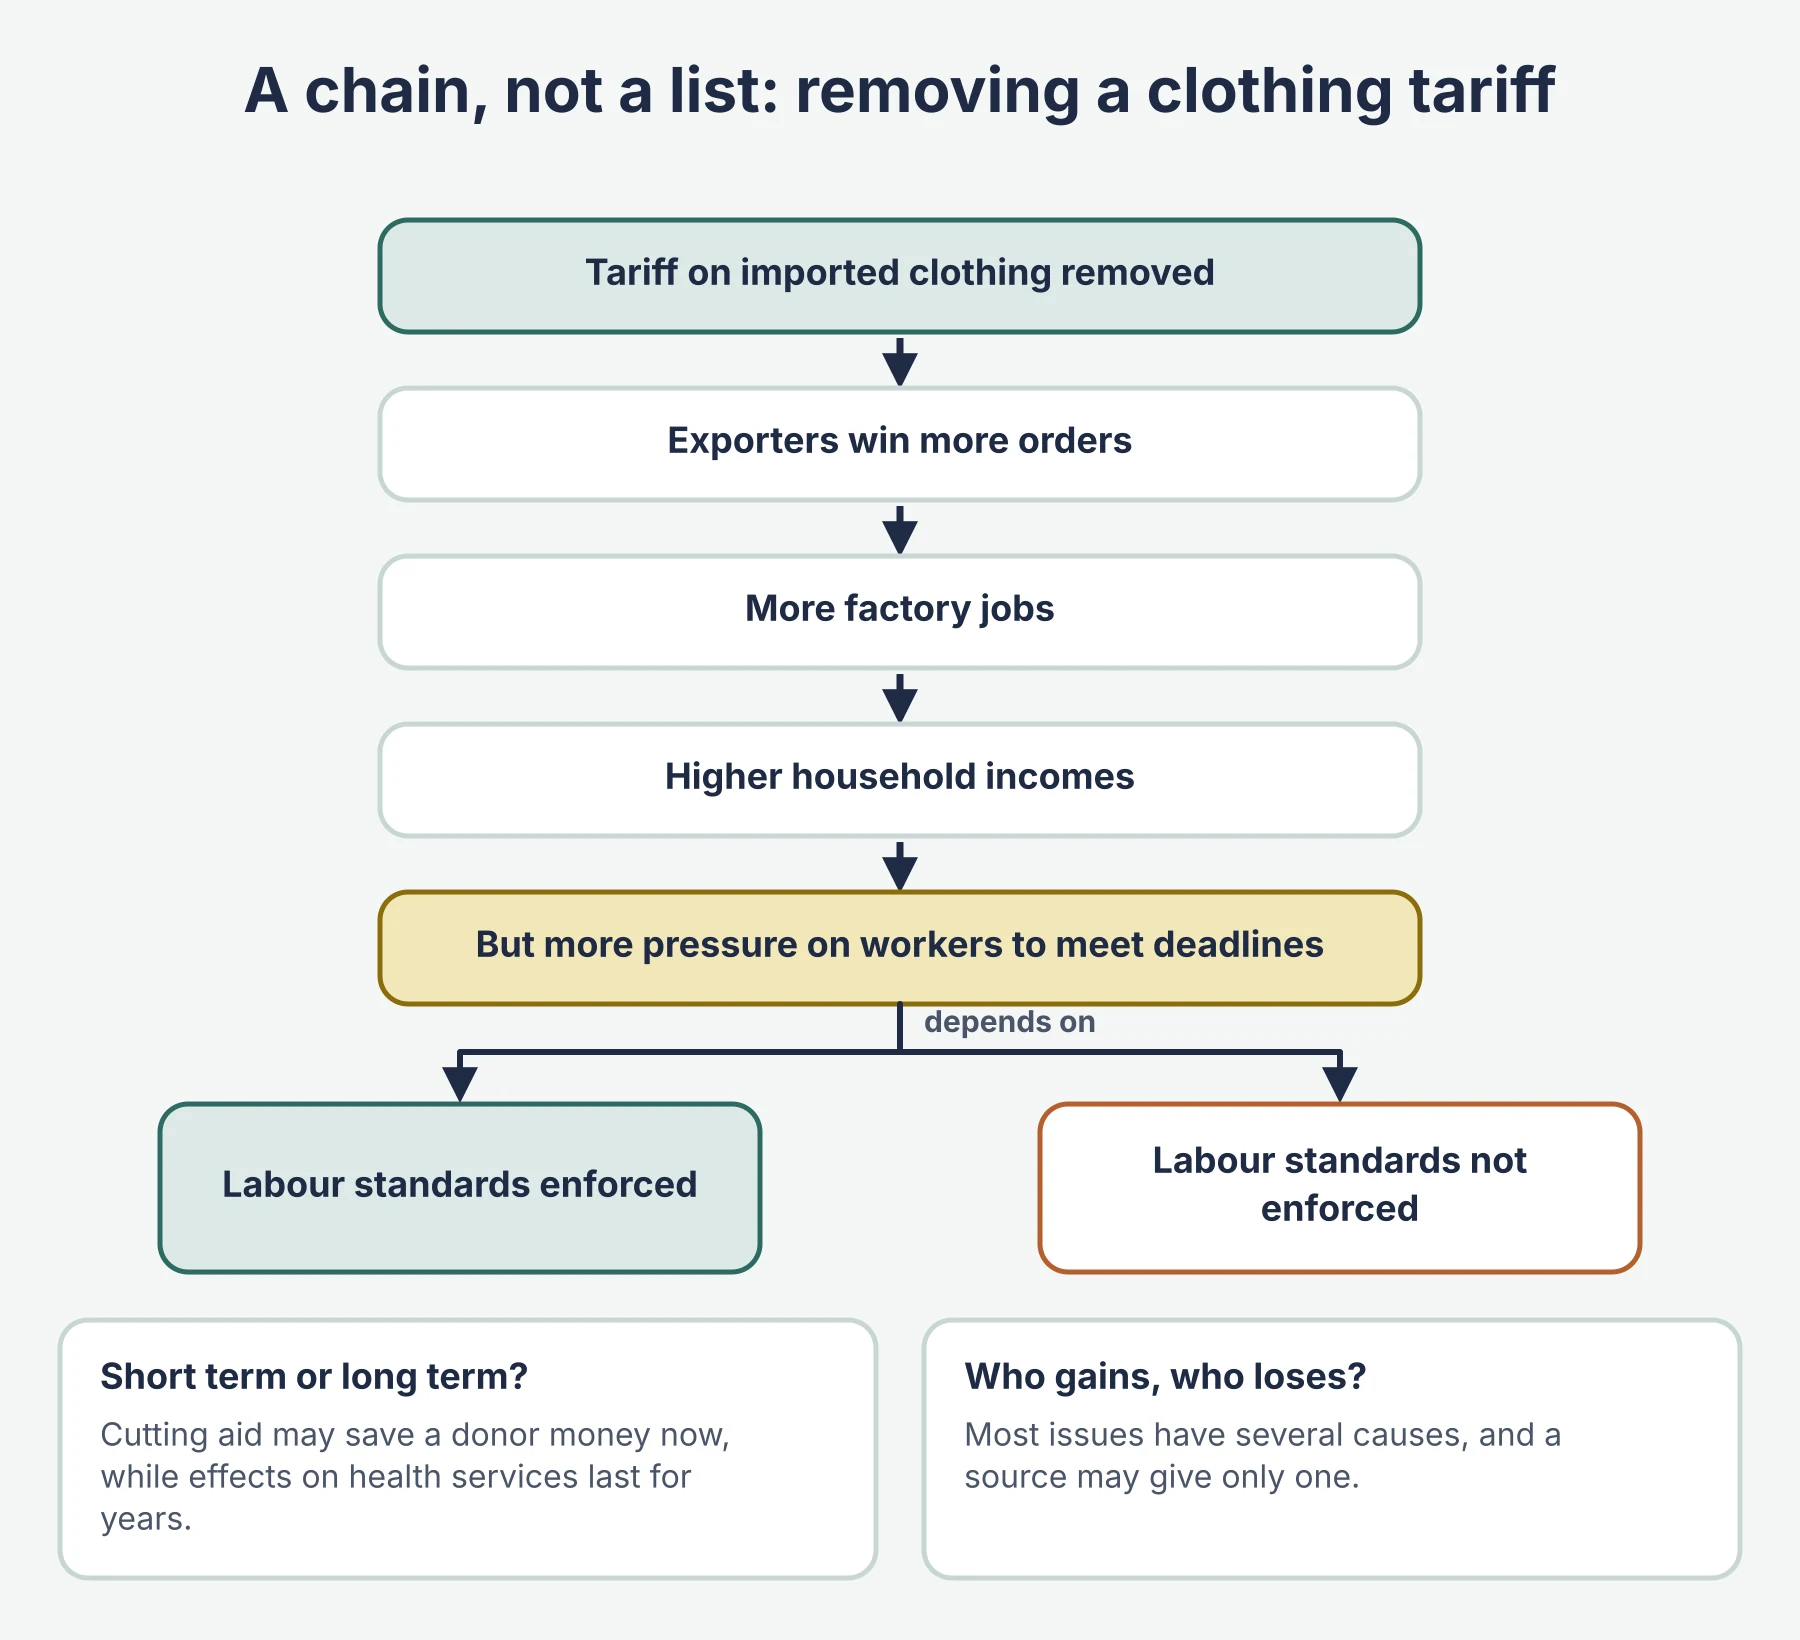 A chain, not a list: removing a clothing tariff
Tariff on imported clothing removed
Exporters win more orders
More factory jobs
Higher household incomes
But more pressure on workers to meet deadlines
depends on
Labour standards enforced
Labour standards not
enforced
Short term or long term?
Cutting aid may save a donor money now,
while effects on health services last for
years.
Who gains, who loses?
Most issues have several causes, and a
source may give only one.